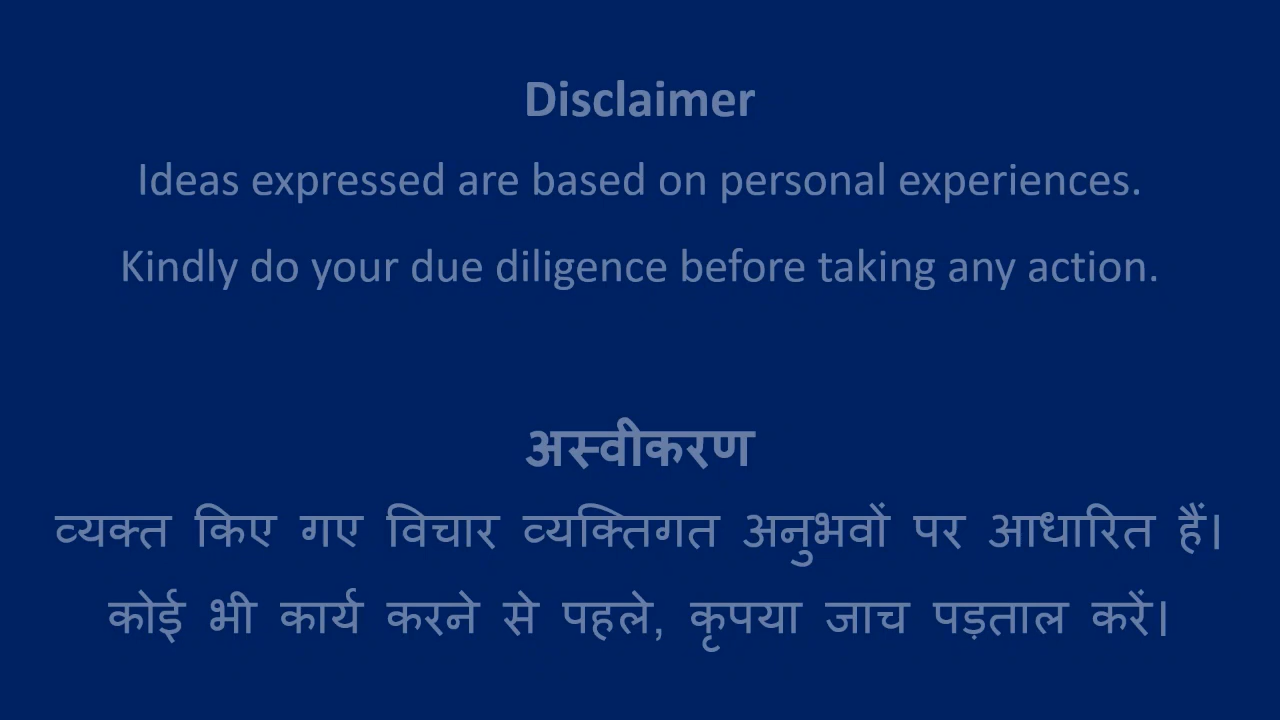 Disclaimer
Ideas expressed are based on personal experiences.
Kindly do your due diligence before taking any action.
अस्वीकरण
व्यक्त किए गए विचार व्यक्तिगत अनुभवों पर आधारित हैं।
कोई भी कार्य करने से पहले, कृपया जाच पड़ताल करें।